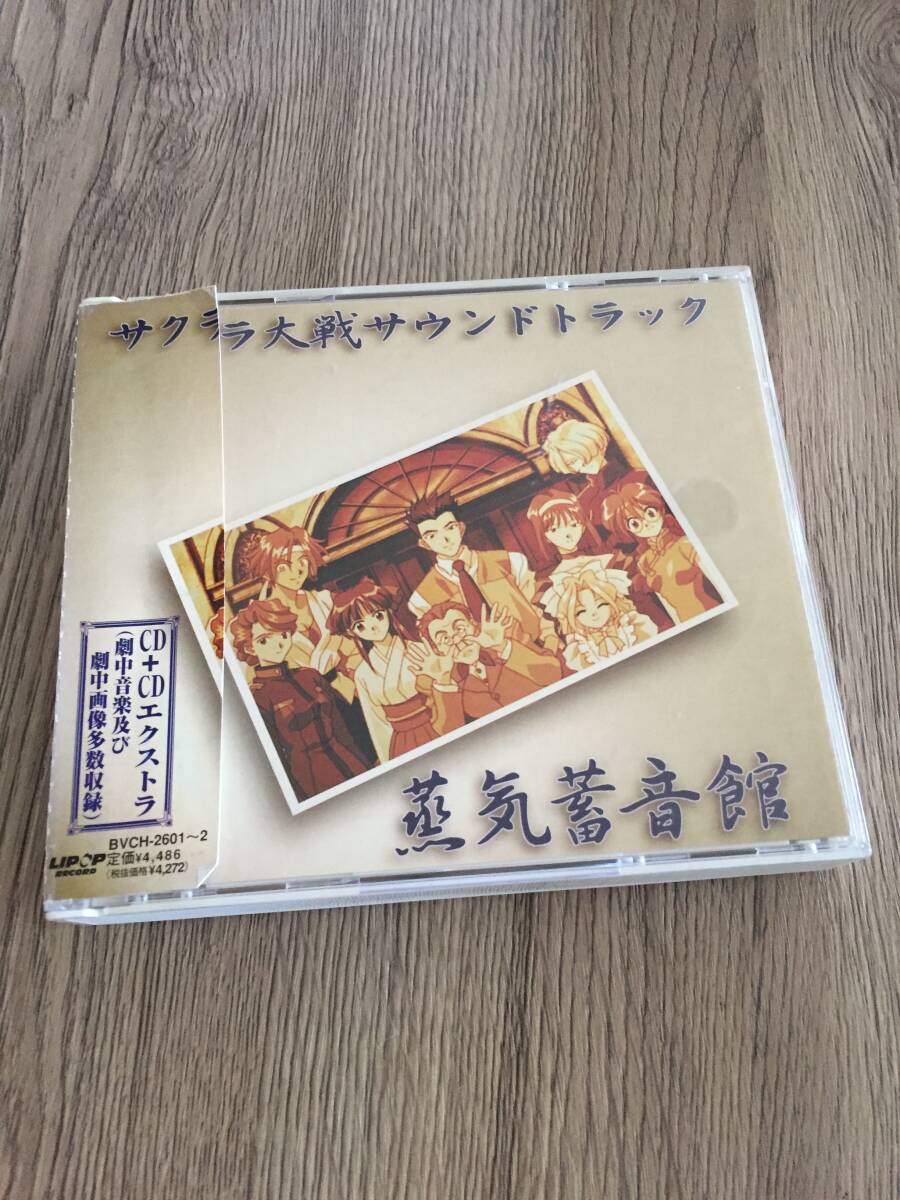 サクララ大戦サウンドトラック
蒸気蓄音館
CD+CDエクストラ
(劇中音楽及び
劇中画像多数収録)
BVCH-2601~2
LIPOP
RECORD
定価¥4,486
(税抜価格¥4,272)